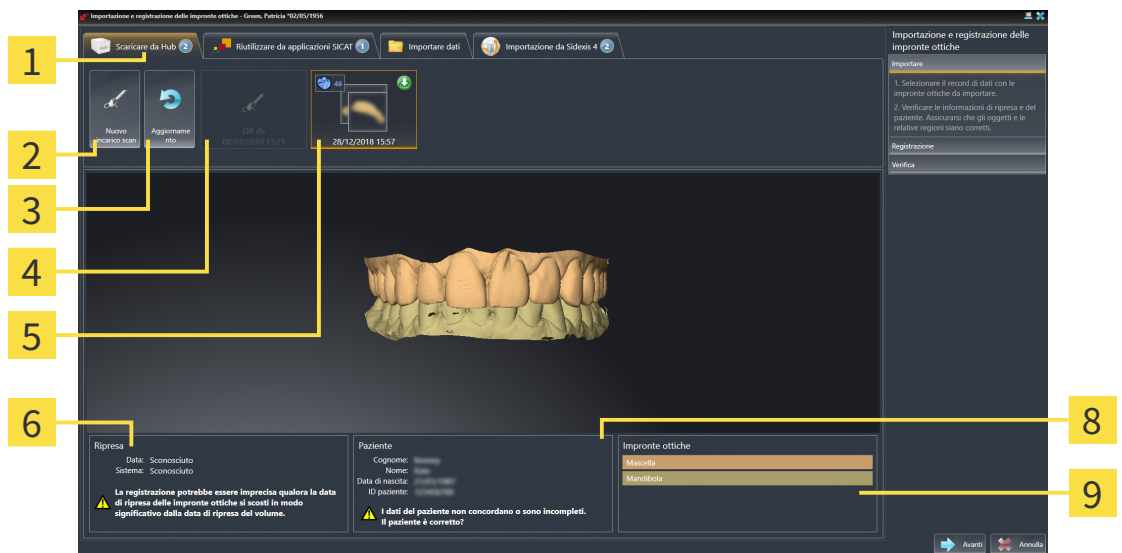 Importazione e registrazione delle impronte ottiche - Green, Patricia *02/05/1956
1
Scaricare da Hub 2
Riutilizzare da applicazioni SICAT 1
Importare dati
Importazione da Sidexis 4 2
2
Nuovo
incarico scan
3
Aggiorname
nto
4
Off da
08/01/2019 13:21
5
46
28/12/2018 15:57
Importazione e registrazione delle
impronte ottiche
Importare
1. Selezionare il record di dati con le
impronte ottiche da importare.
2. Verificare le informazioni di ripresa e del
paziente. Assicurarsi che gli oggetti e le
relative regioni siano corretti.
Registrazione
Verifica
6
Ripresa
Data: Sconosciuto
Sistema: Sconosciuto
La registrazione potrebbe essere imprecisa qualora la data
di ripresa delle impronte ottiche si scosti in modo
significativo dalla data di ripresa del volume.
8
Paziente
Cognome:
Nome:
Data di nascita:
ID paziente:
I dati del paziente non concordano o sono incompleti.
Il paziente è corretto?
9
Impronte ottiche
Mascella
Mandibola
Avanti
Annulla